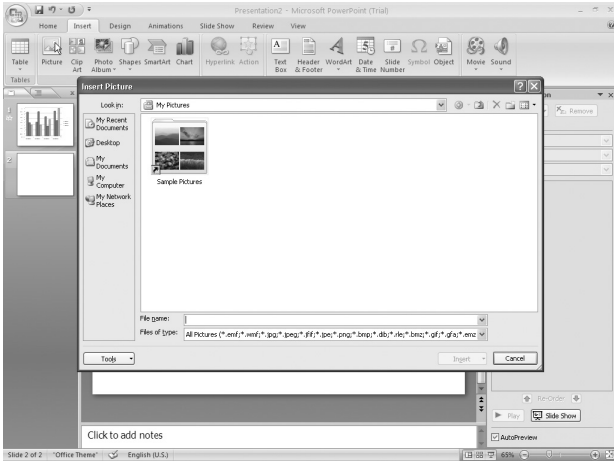 Presentation2 - Microsoft PowerPoint (Trial)
Home Insert Design Animations Slide Show Review View
Table Picture Clip Art Photo Album Shapes SmartArt Chart Hyperlink Action Text Box Header & Footer WordArt Date & Time Slide Number Symbol Object Movie Sound
Tables
Insert Picture
Look in: My Pictures
My Recent Documents
Desktop
My Documents
My Computer
My Network Places
Sample Pictures
File name:
Files of type: All Pictures (*.emf;*.wmf;*.jpg;*.jpeg;*.jfif;*.jpe;*.png;*.bmp;*.dib;*.rle;*.bmz;*.gif;*.gfa;*.emz
Tools Insert Cancel
Remove
1
2
Re-Order
Play Slide Show
AutoPreview
Click to add notes
Slide 2 of 2 "Office Theme" English (U.S.) 65%